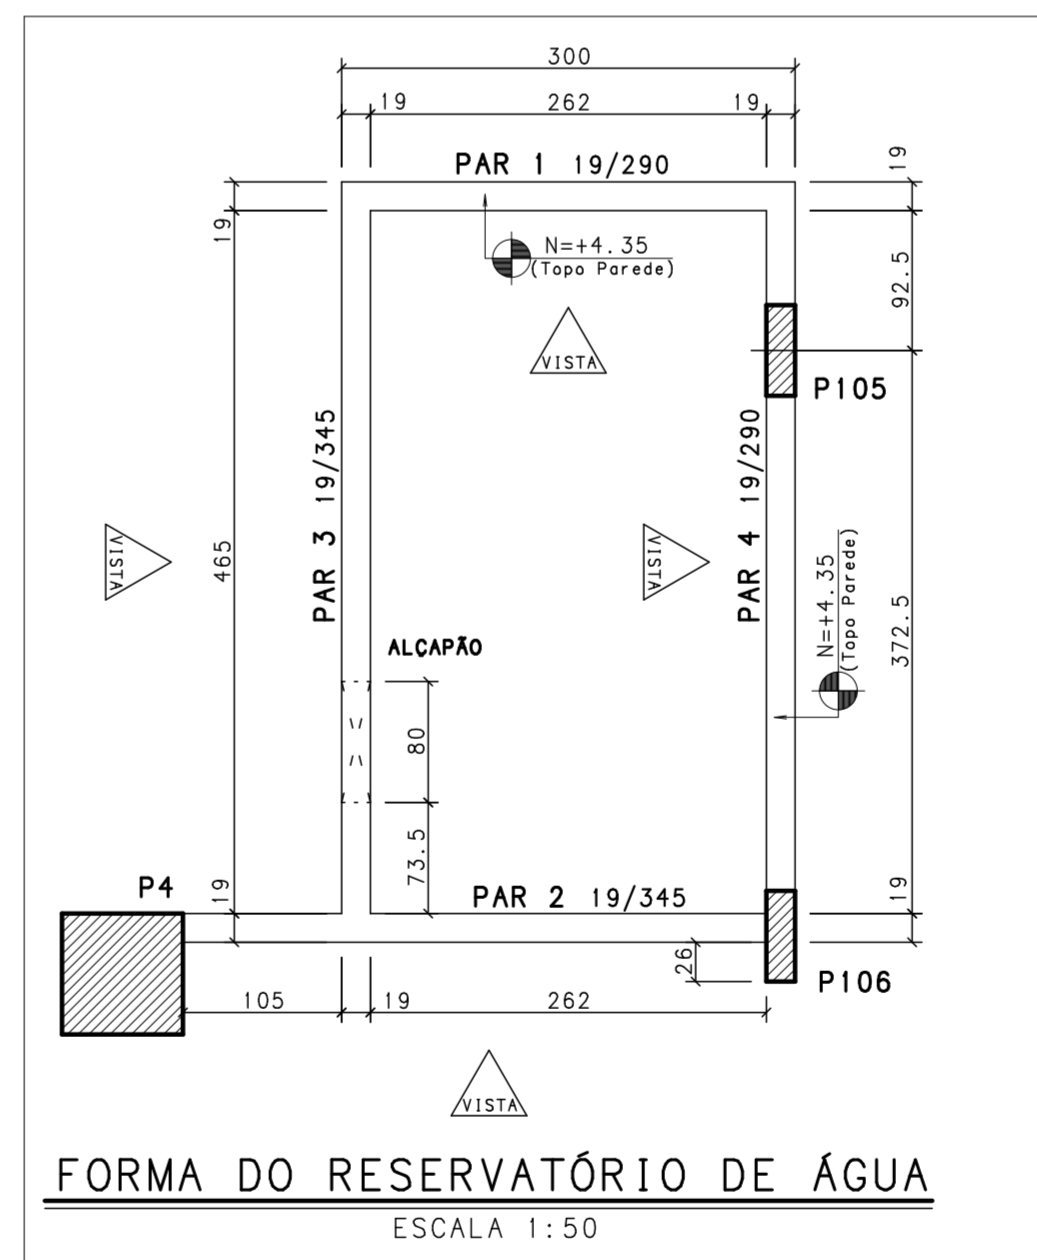 300
19 262 19
PAR 1 19/290
19
19
N=+4.35
(Topo Parede)
92.5
VISTA
P105
PAR 3 19/345
PAR 4 19/290
VISTA
465
VISTA
N=+4.35
(Topo Parede)
372.5
ALÇAPÃO
80
73.5
P4
19
PAR 2 19/345
19
26
P106
105 19 262
VISTA
FORMA DO RESERVATÓRIO DE ÁGUA
ESCALA 1:50